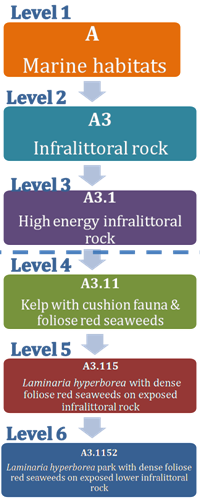 Level 1
A
Marine habitats
Level 2
A3
Infralittoral rock
Level 3
A3.1
High energy infralittoral
rock
Level 4
A3.11
Kelp with cushion fauna &
foliose red seaweeds
Level 5
A3.115
Laminaria hyperborea with dense
foliose red seaweeds on exposed
infralittoral rock
Level 6
A3.1152
Laminaria hyperborea park with dense foliose
red seaweeds on exposed lower infralittoral
rock